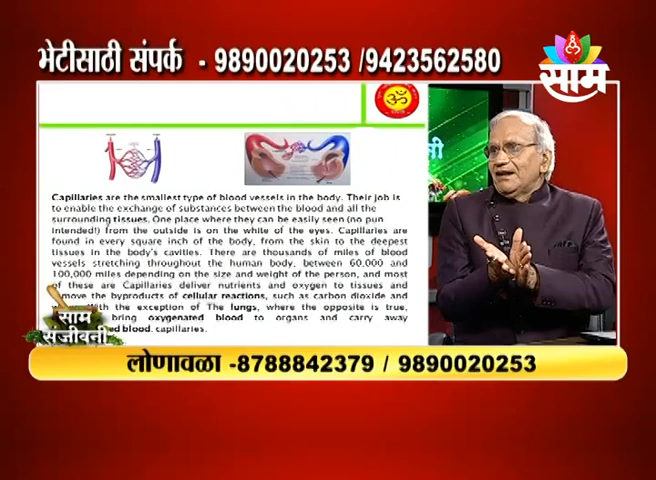 भेटीसाठी संपर्क - 9890020253 /9423562580
साम
ॐ
Capillaries are the smallest type of blood vessels in the body. Their job is
to enable the exchange of substances between the blood and all the
surrounding tissues. One place where they can be easily seen (no pun
intended!) from the outside is on the white of the eyes. Capillaries are
found in every square inch of the body, from the skin to the deepest
tissues in the body's cavities. There are thousands of miles of blood
vessels stretching throughout the human body, between 60,000 and
100,000 miles depending on the size and weight of the person, and most
of these are Capillaries deliver nutrients and oxygen to tissues and
move the byproducts of cellular reactions, such as carbon dioxide and
With the exception of The lungs, where the opposite is true,
bring oxygenated blood to organs and carry away
ed blood. capillaries.
साम
संजीवनी
लोणावळा -8788842379 / 9890020253